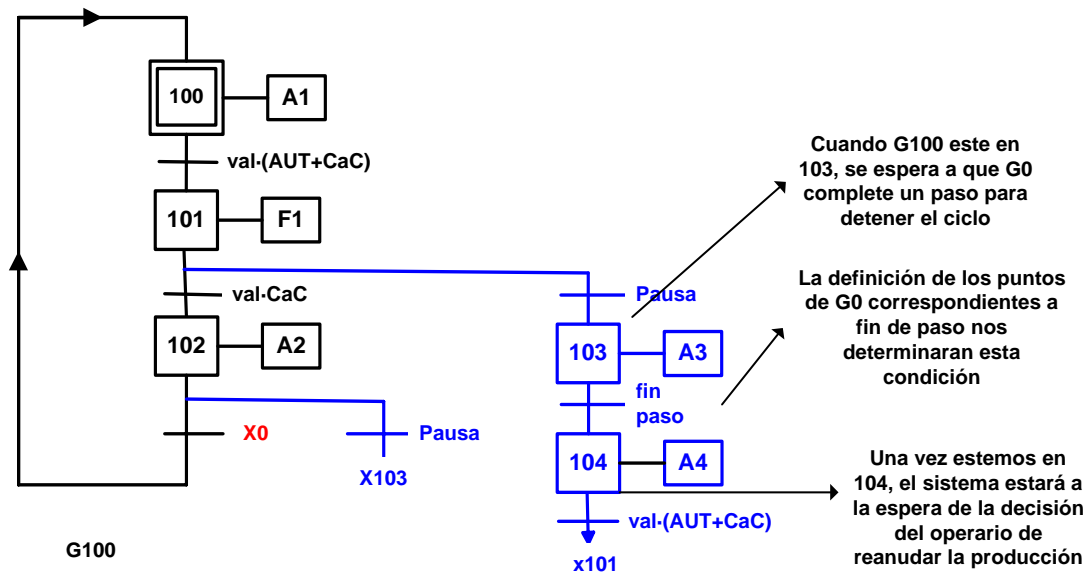 100
A1
val·(AUT+CaC)
101
F1
val·CaC
102
A2
X0
Pausa
X103
G100
Pausa
103
A3
fin
paso
104
A4
val·(AUT+CaC)
x101
Cuando G100 este en
103, se espera a que G0
complete un paso para
detener el ciclo
La definición de los puntos
de G0 correspondientes a
fin de paso nos
determinaran esta
condición
Una vez estemos en
104, el sistema estará a
la espera de la decisión
del operario de
reanudar la producción